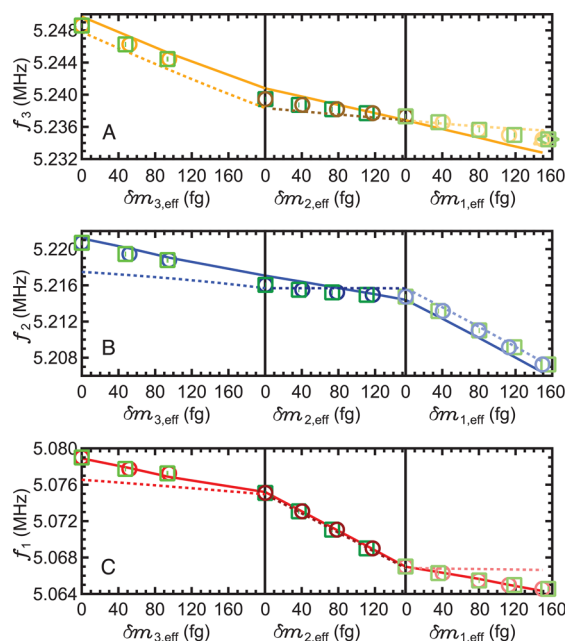 5.248
5.244
5.240
5.236
5.232
f3 (MHz)
A
0 40 80 120 160 0 40 80 120 0 40 80 120 160
δm3,eff (fg) δm2,eff (fg) δm1,eff (fg)
5.220
5.216
5.212
5.208
f2 (MHz)
B
0 40 80 120 160 0 40 80 120 0 40 80 120 160
δm3,eff (fg) δm2,eff (fg) δm1,eff (fg)
5.080
5.076
5.072
5.068
5.064
f1 (MHz)
C
0 40 80 120 160 0 40 80 120 0 40 80 120 160
δm3,eff (fg) δm2,eff (fg) δm1,eff (fg)